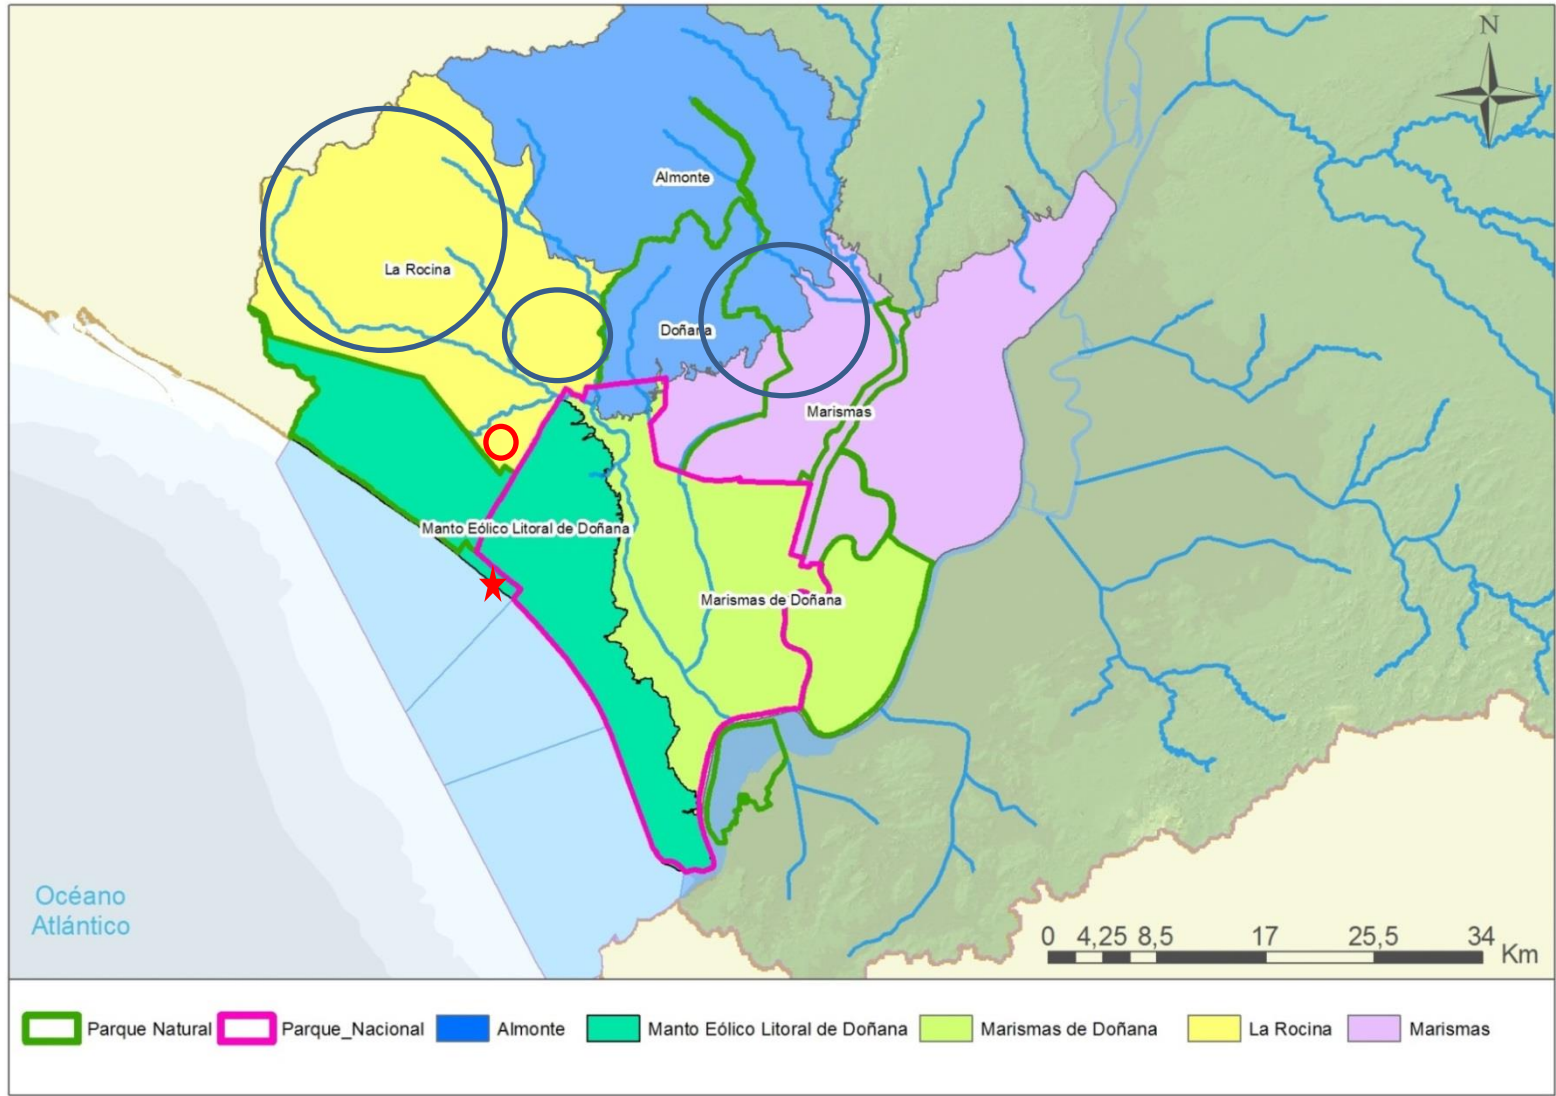 N
Almonte
La Rocina
Doñana
Marismas
Manto Eólico Litoral de Doñana
Marismas de Doñana
Océano
Atlántico
0 4,25 8,5 17 25,5 34 Km
Parque Natural Parque_Nacional Almonte Manto Eólico Litoral de Doñana Marismas de Doñana La Rocina Marismas